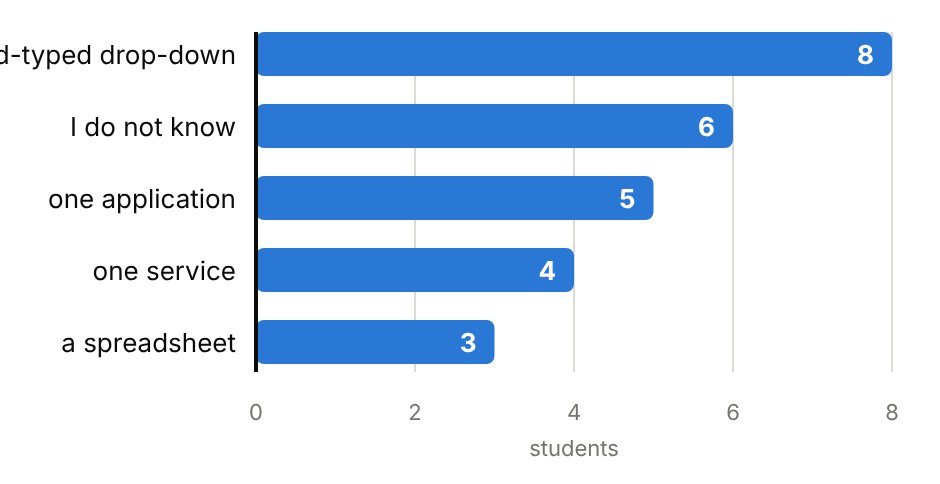 drop-down
8
I do not know
6
one application
5
one service
4
a spreadsheet
3
0 2 4 6 8
students